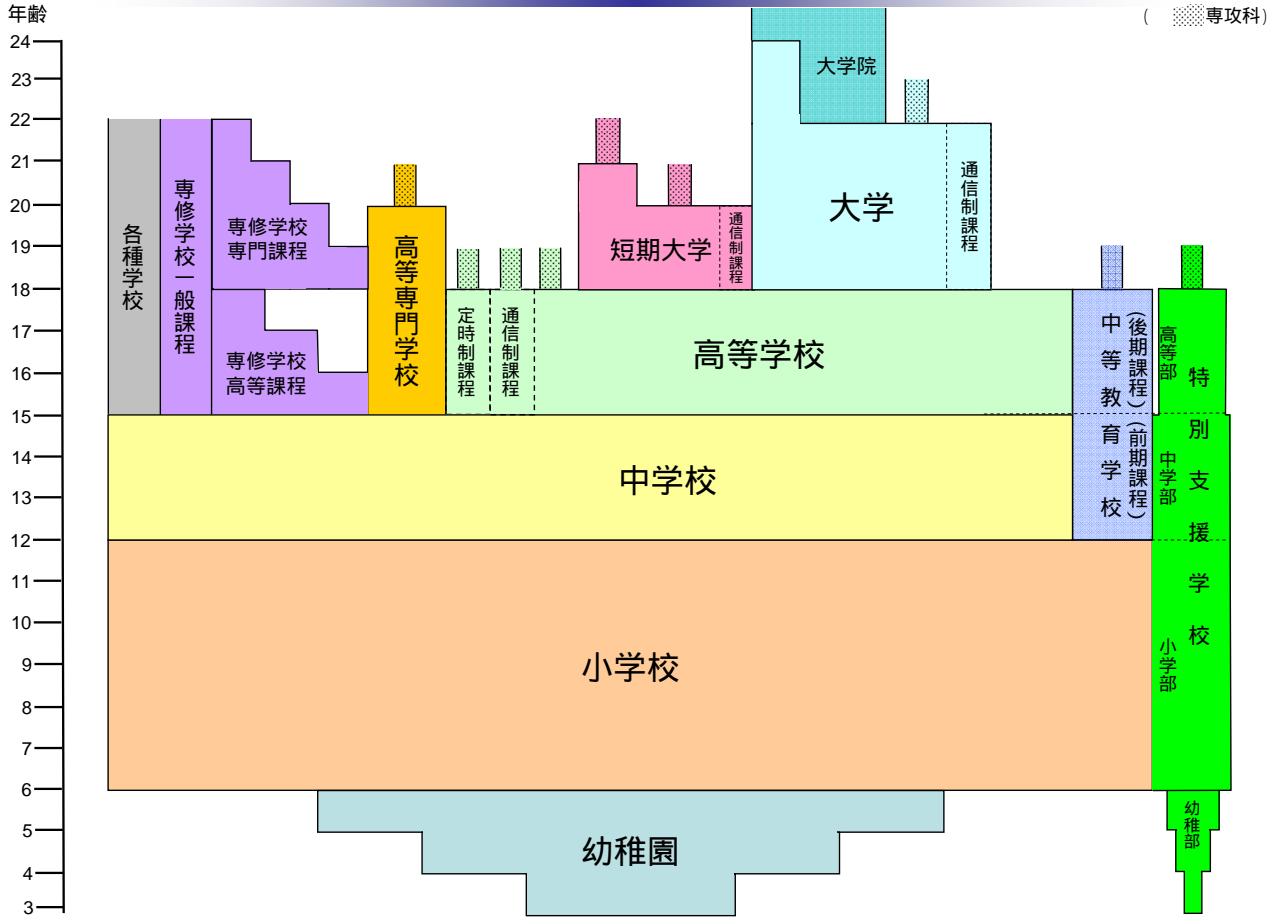 年齢
( 専攻科)
24
23
22
21
20
19
18
17
16
15
14
13
12
11
10
9
8
7
6
5
4
3
大学院
大学
通信制課程
短期大学
通信制課程
各種学校
専修学校一般課程
専修学校
専門課程
専修学校
高等課程
高等専門学校
定時制課程
通信制課程
高等学校
中等教育学校
(後期課程)
(前期課程)
特別支援学校
高等部
中学部
小学部
幼稚部
中学校
小学校
幼稚園